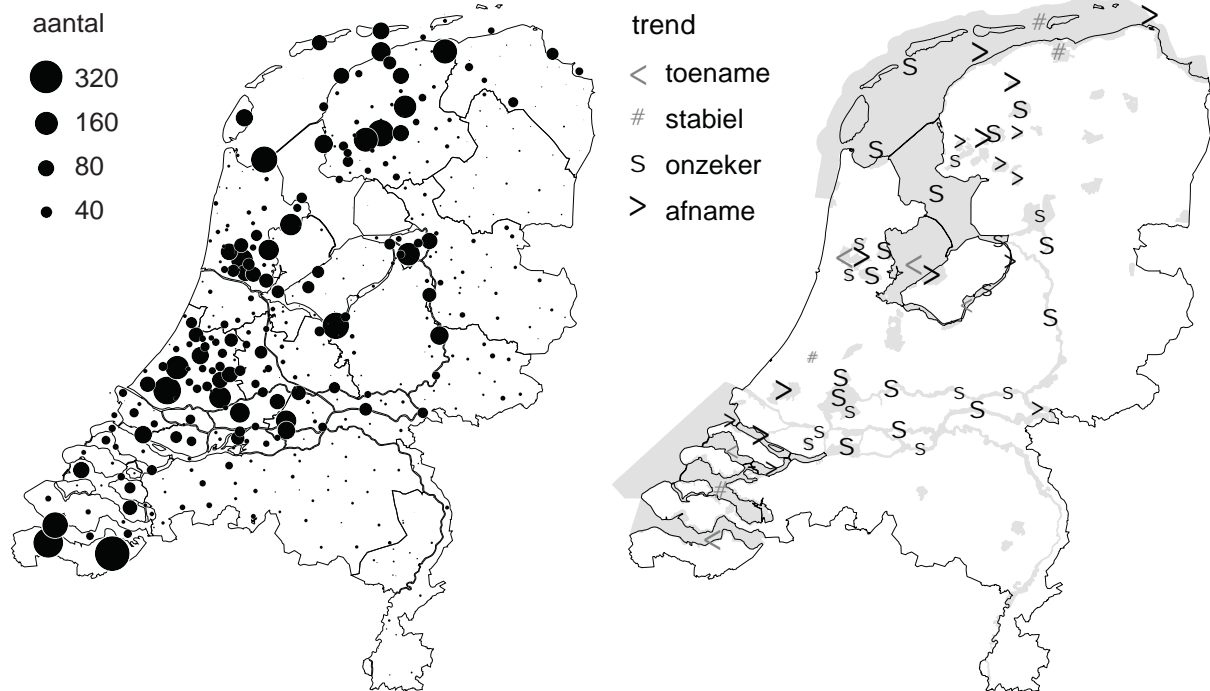 aantal
320
160
80
40
trend
< toename
# stabiel
S onzeker
> afname